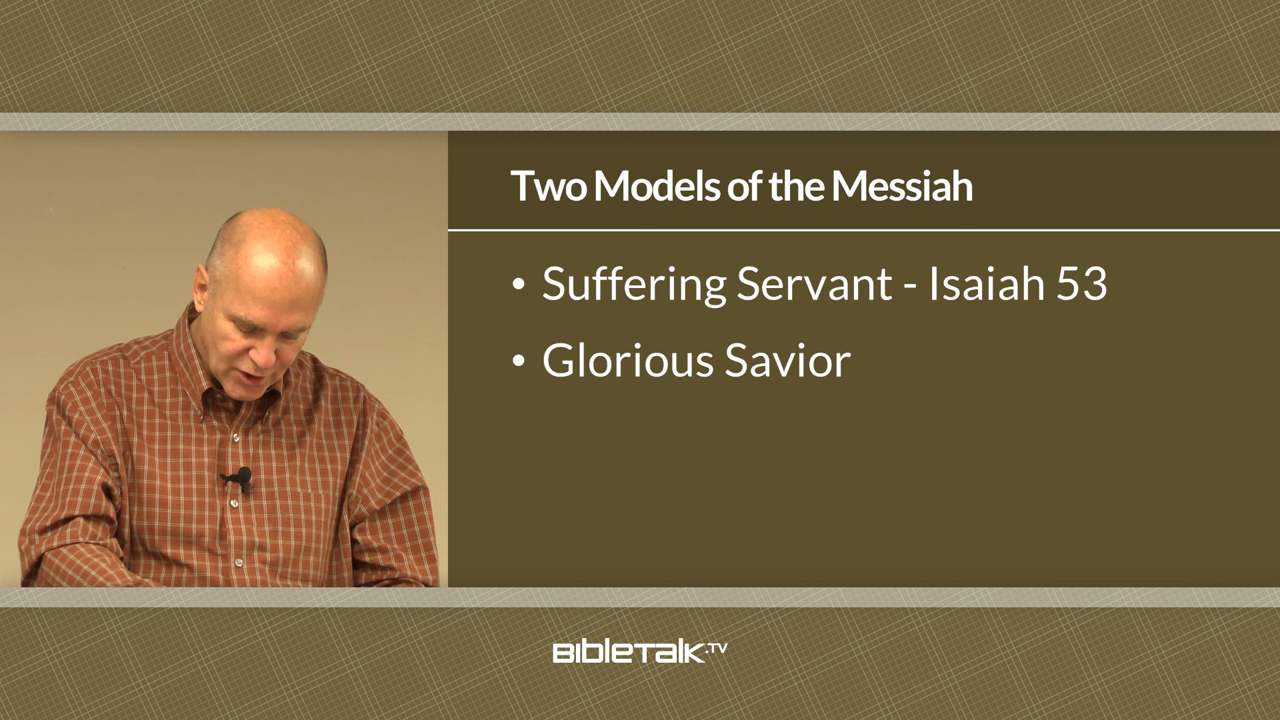 Two Models of the Messiah
• Suffering Servant - Isaiah 53
• Glorious Savior
BIBLETALK.TV